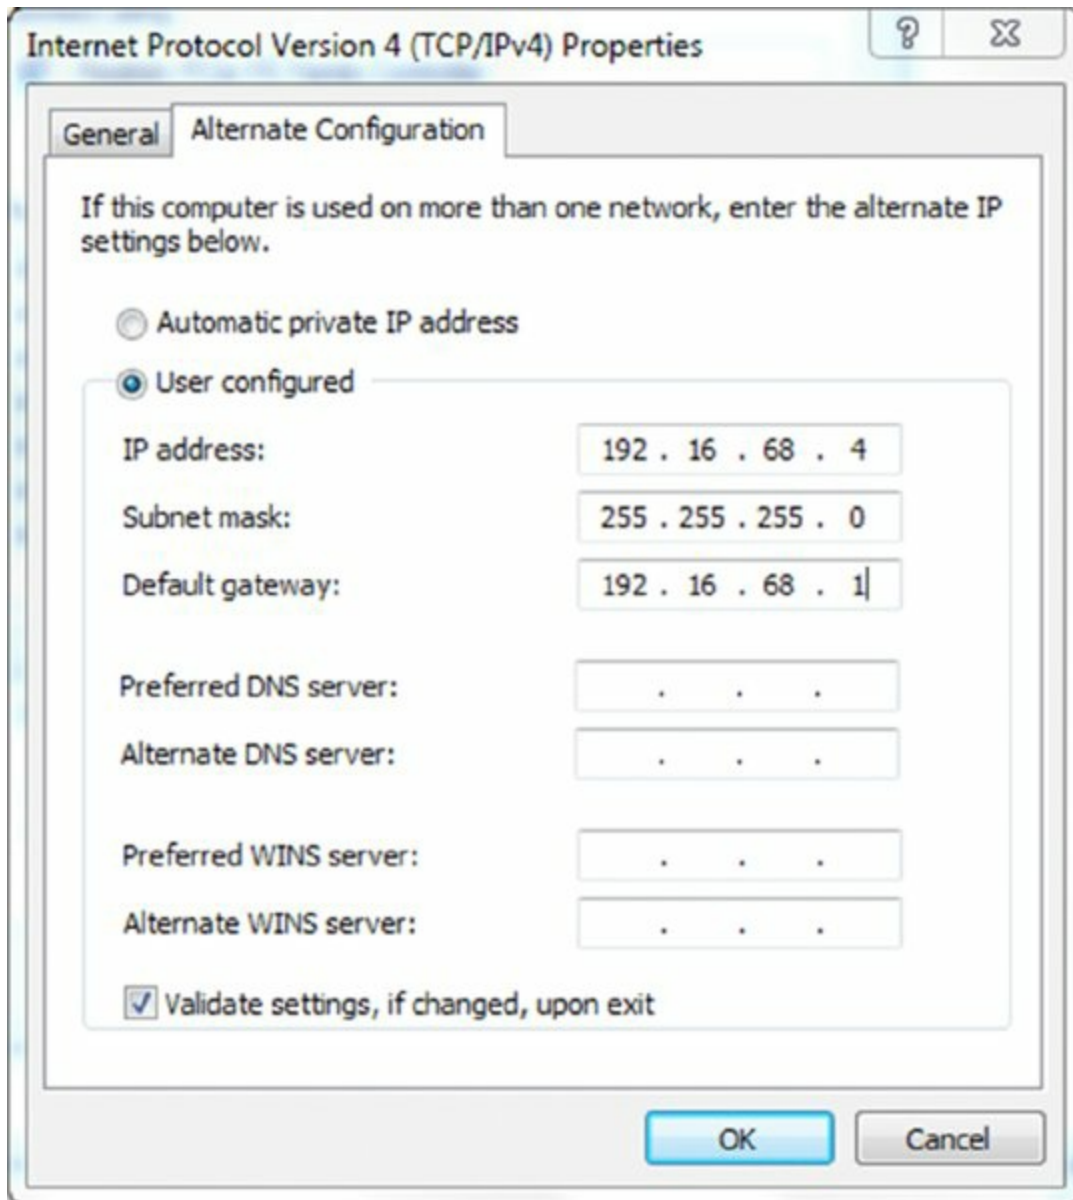 Internet Protocol Version 4 (TCP/IPv4) Properties
General
Alternate Configuration
If this computer is used on more than one network, enter the alternate IP
settings below.
Automatic private IP address
User configured
IP address: 192 . 16 . 68 . 4
Subnet mask: 255 . 255 . 255 . 0
Default gateway: 192 . 16 . 68 . 1
Preferred DNS server: . . .
Alternate DNS server: . . .
Preferred WINS server: . . .
Alternate WINS server: . . .
Validate settings, if changed, upon exit
OK
Cancel